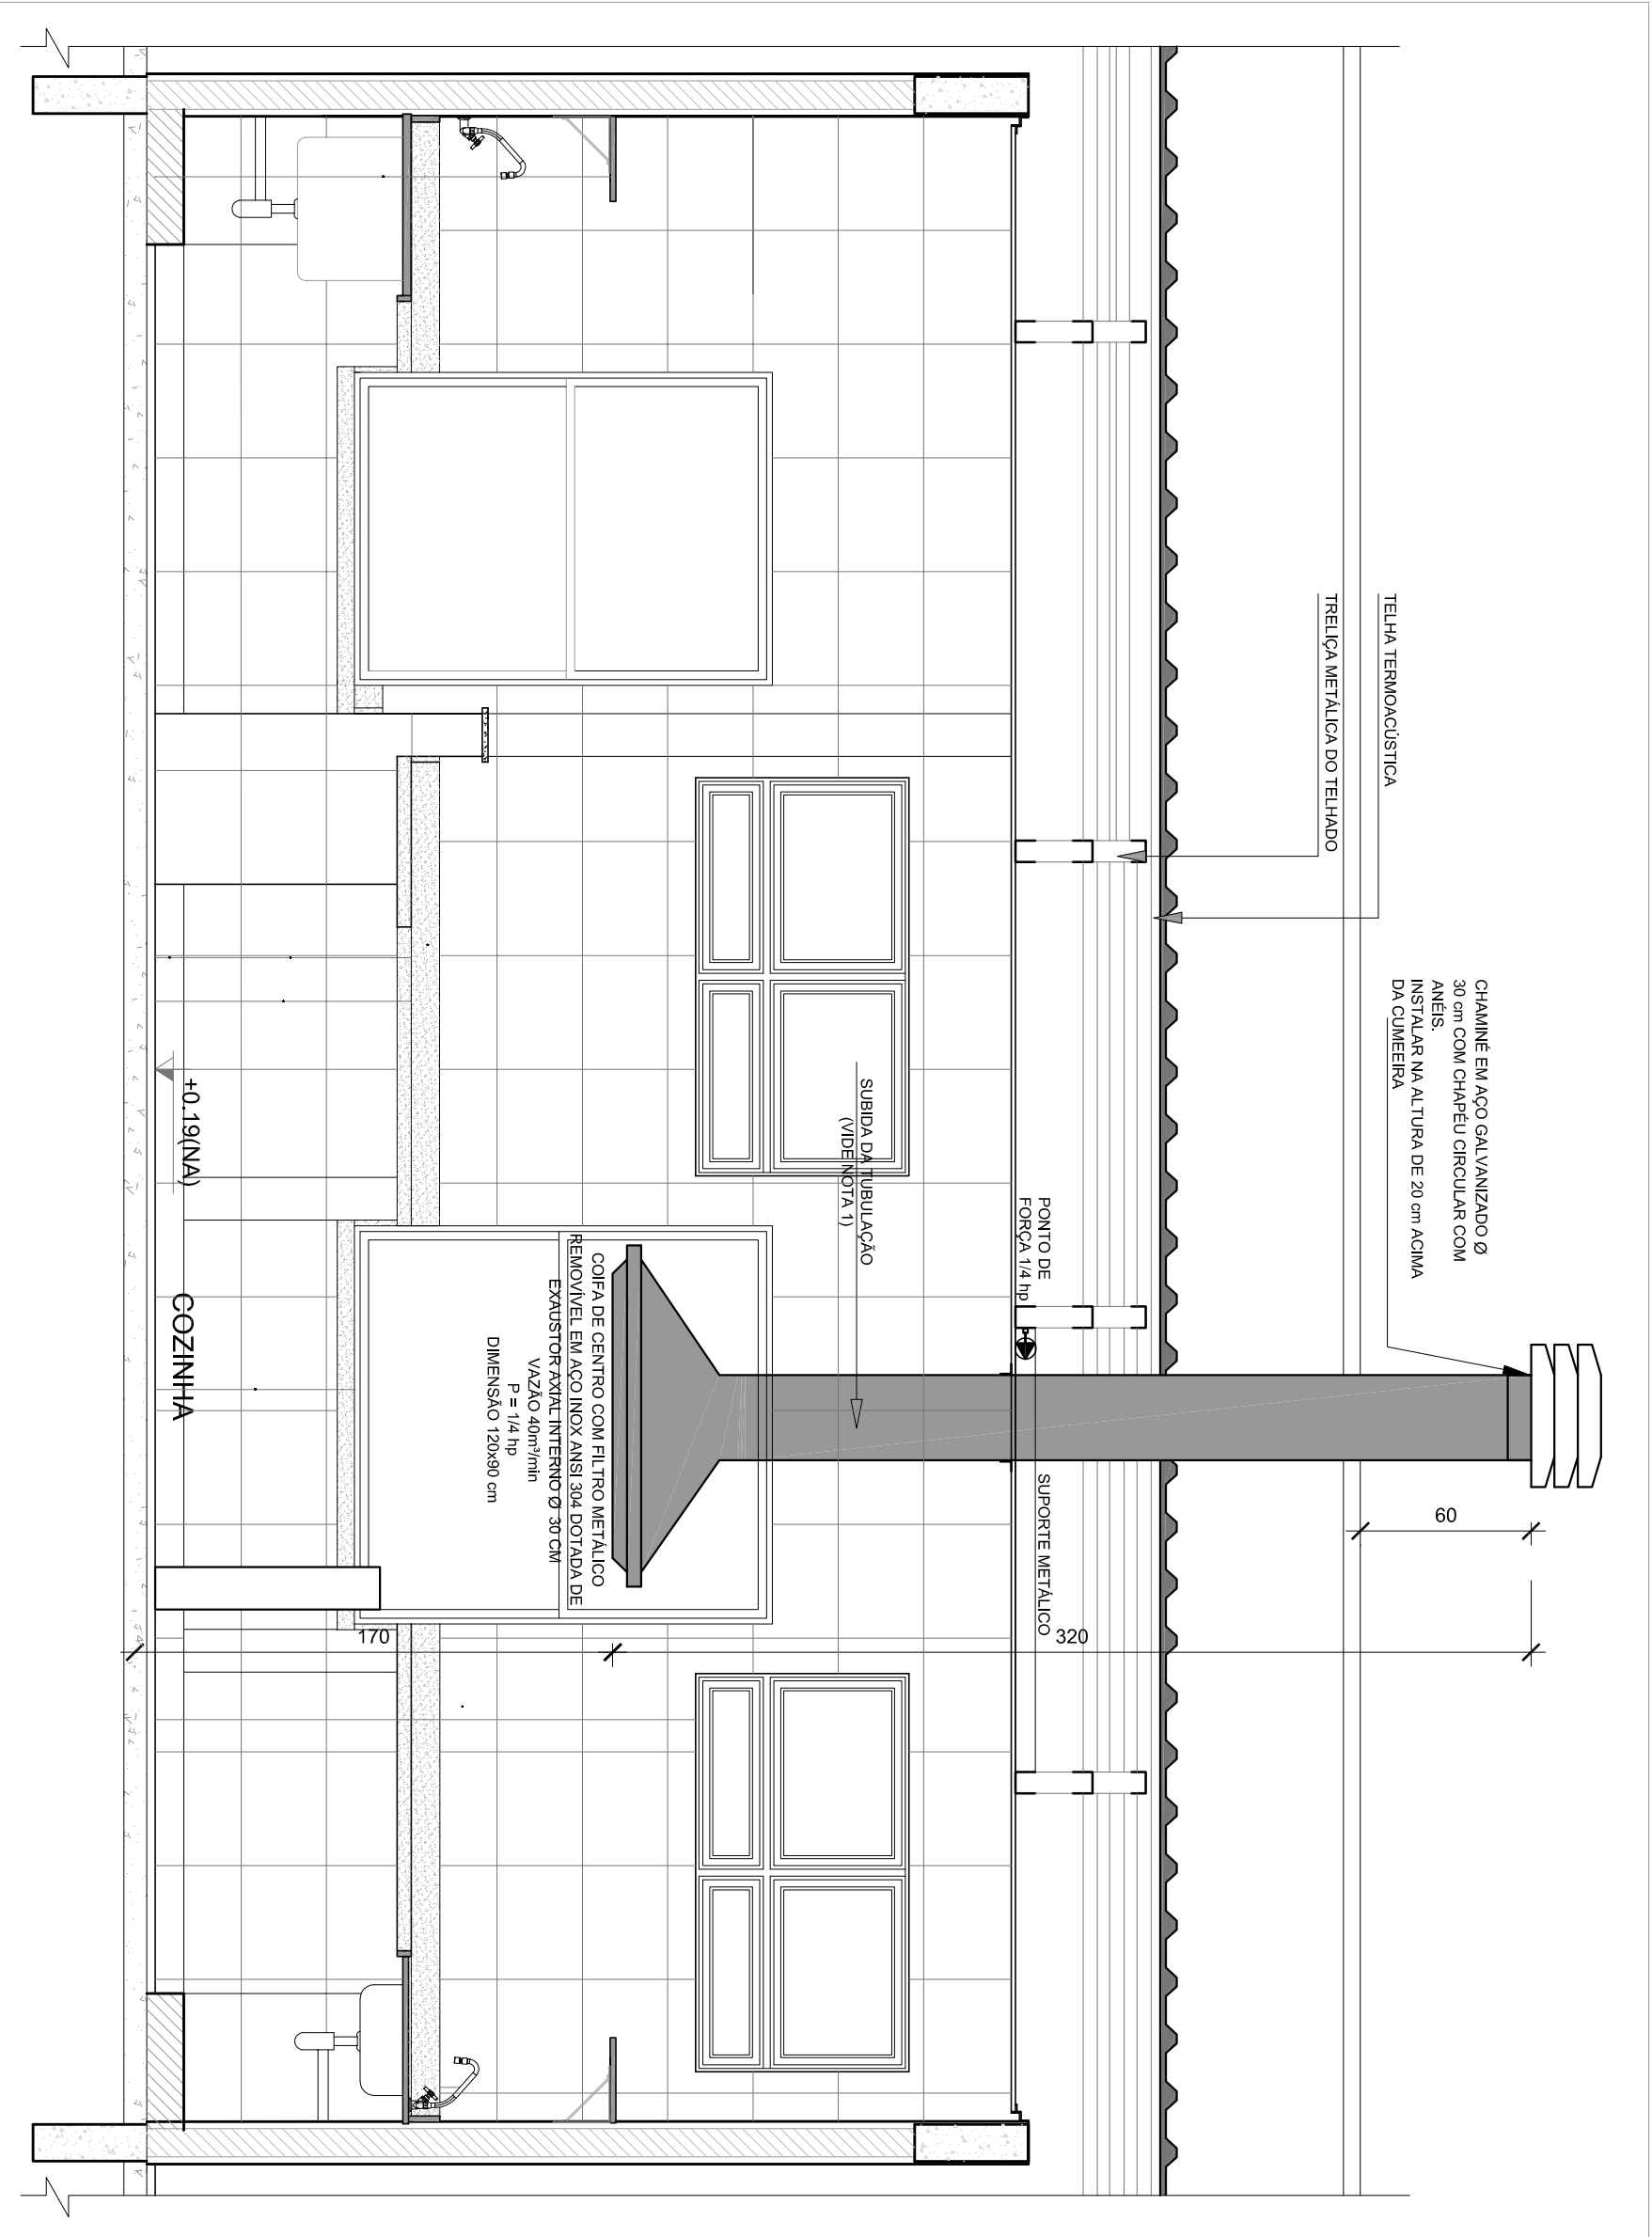 CHAMINÉ EM AÇO GALVANIZADO Ø
30 cm COM CHAPÉU CIRCULAR COM
ANÉIS.
INSTALAR NA ALTURA DE 20 cm ACIMA
DA CUMEEIRA
TELHA TERMOACÚSTICA
TRELIÇA METÁLICA DO TELHADO
60
320
PONTO DE
FORÇA 1/4 hp
SUPORTE METÁLICO
SUBIDA DA TUBULAÇÃO
(VIDE NOTA 1)
COIFA DE CENTRO COM FILTRO METÁLICO
REMOVÍVEL EM AÇO INOX ANSI 304 DOTADA DE
EXAUSTOR AXIAL INTERNO Ø 30 CM
VAZÃO 40m³/min
P = 1/4 hp
DIMENSÃO 120x90 cm
170
+0.19(NA)
COZINHA